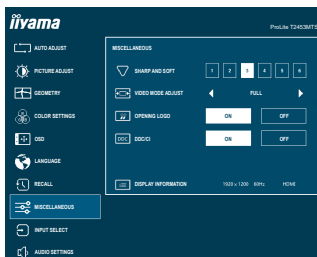 iiyama
ProLite T2453MTS
AUTO ADJUST
PICTURE ADJUST
GEOMETRY
COLOR SETTINGS
OSD
LANGUAGE
RECALL
MISCELLANEOUS
INPUT SELECT
AUDIO SETTINGS
MISCELLANEOUS
SHARP AND SOFT 1 2 3 4 5 6
VIDEO MODE ADJUST FULL
OPENING LOGO ON OFF
DDC DDC/CI ON OFF
DISPLAY INFORMATION 1920 x 1200 60Hz HDMI